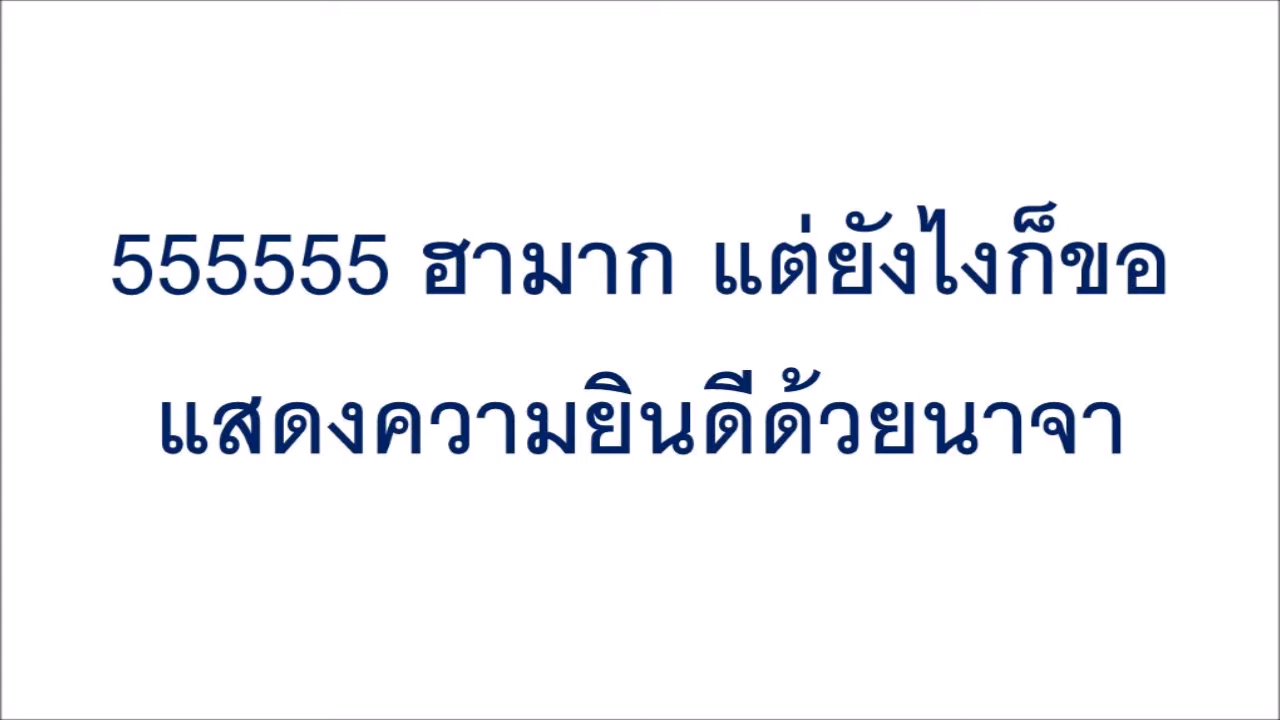 555555 ฮามาก แต่ยังไงก็ขอ
แสดงความยินดีด้วยนาจา